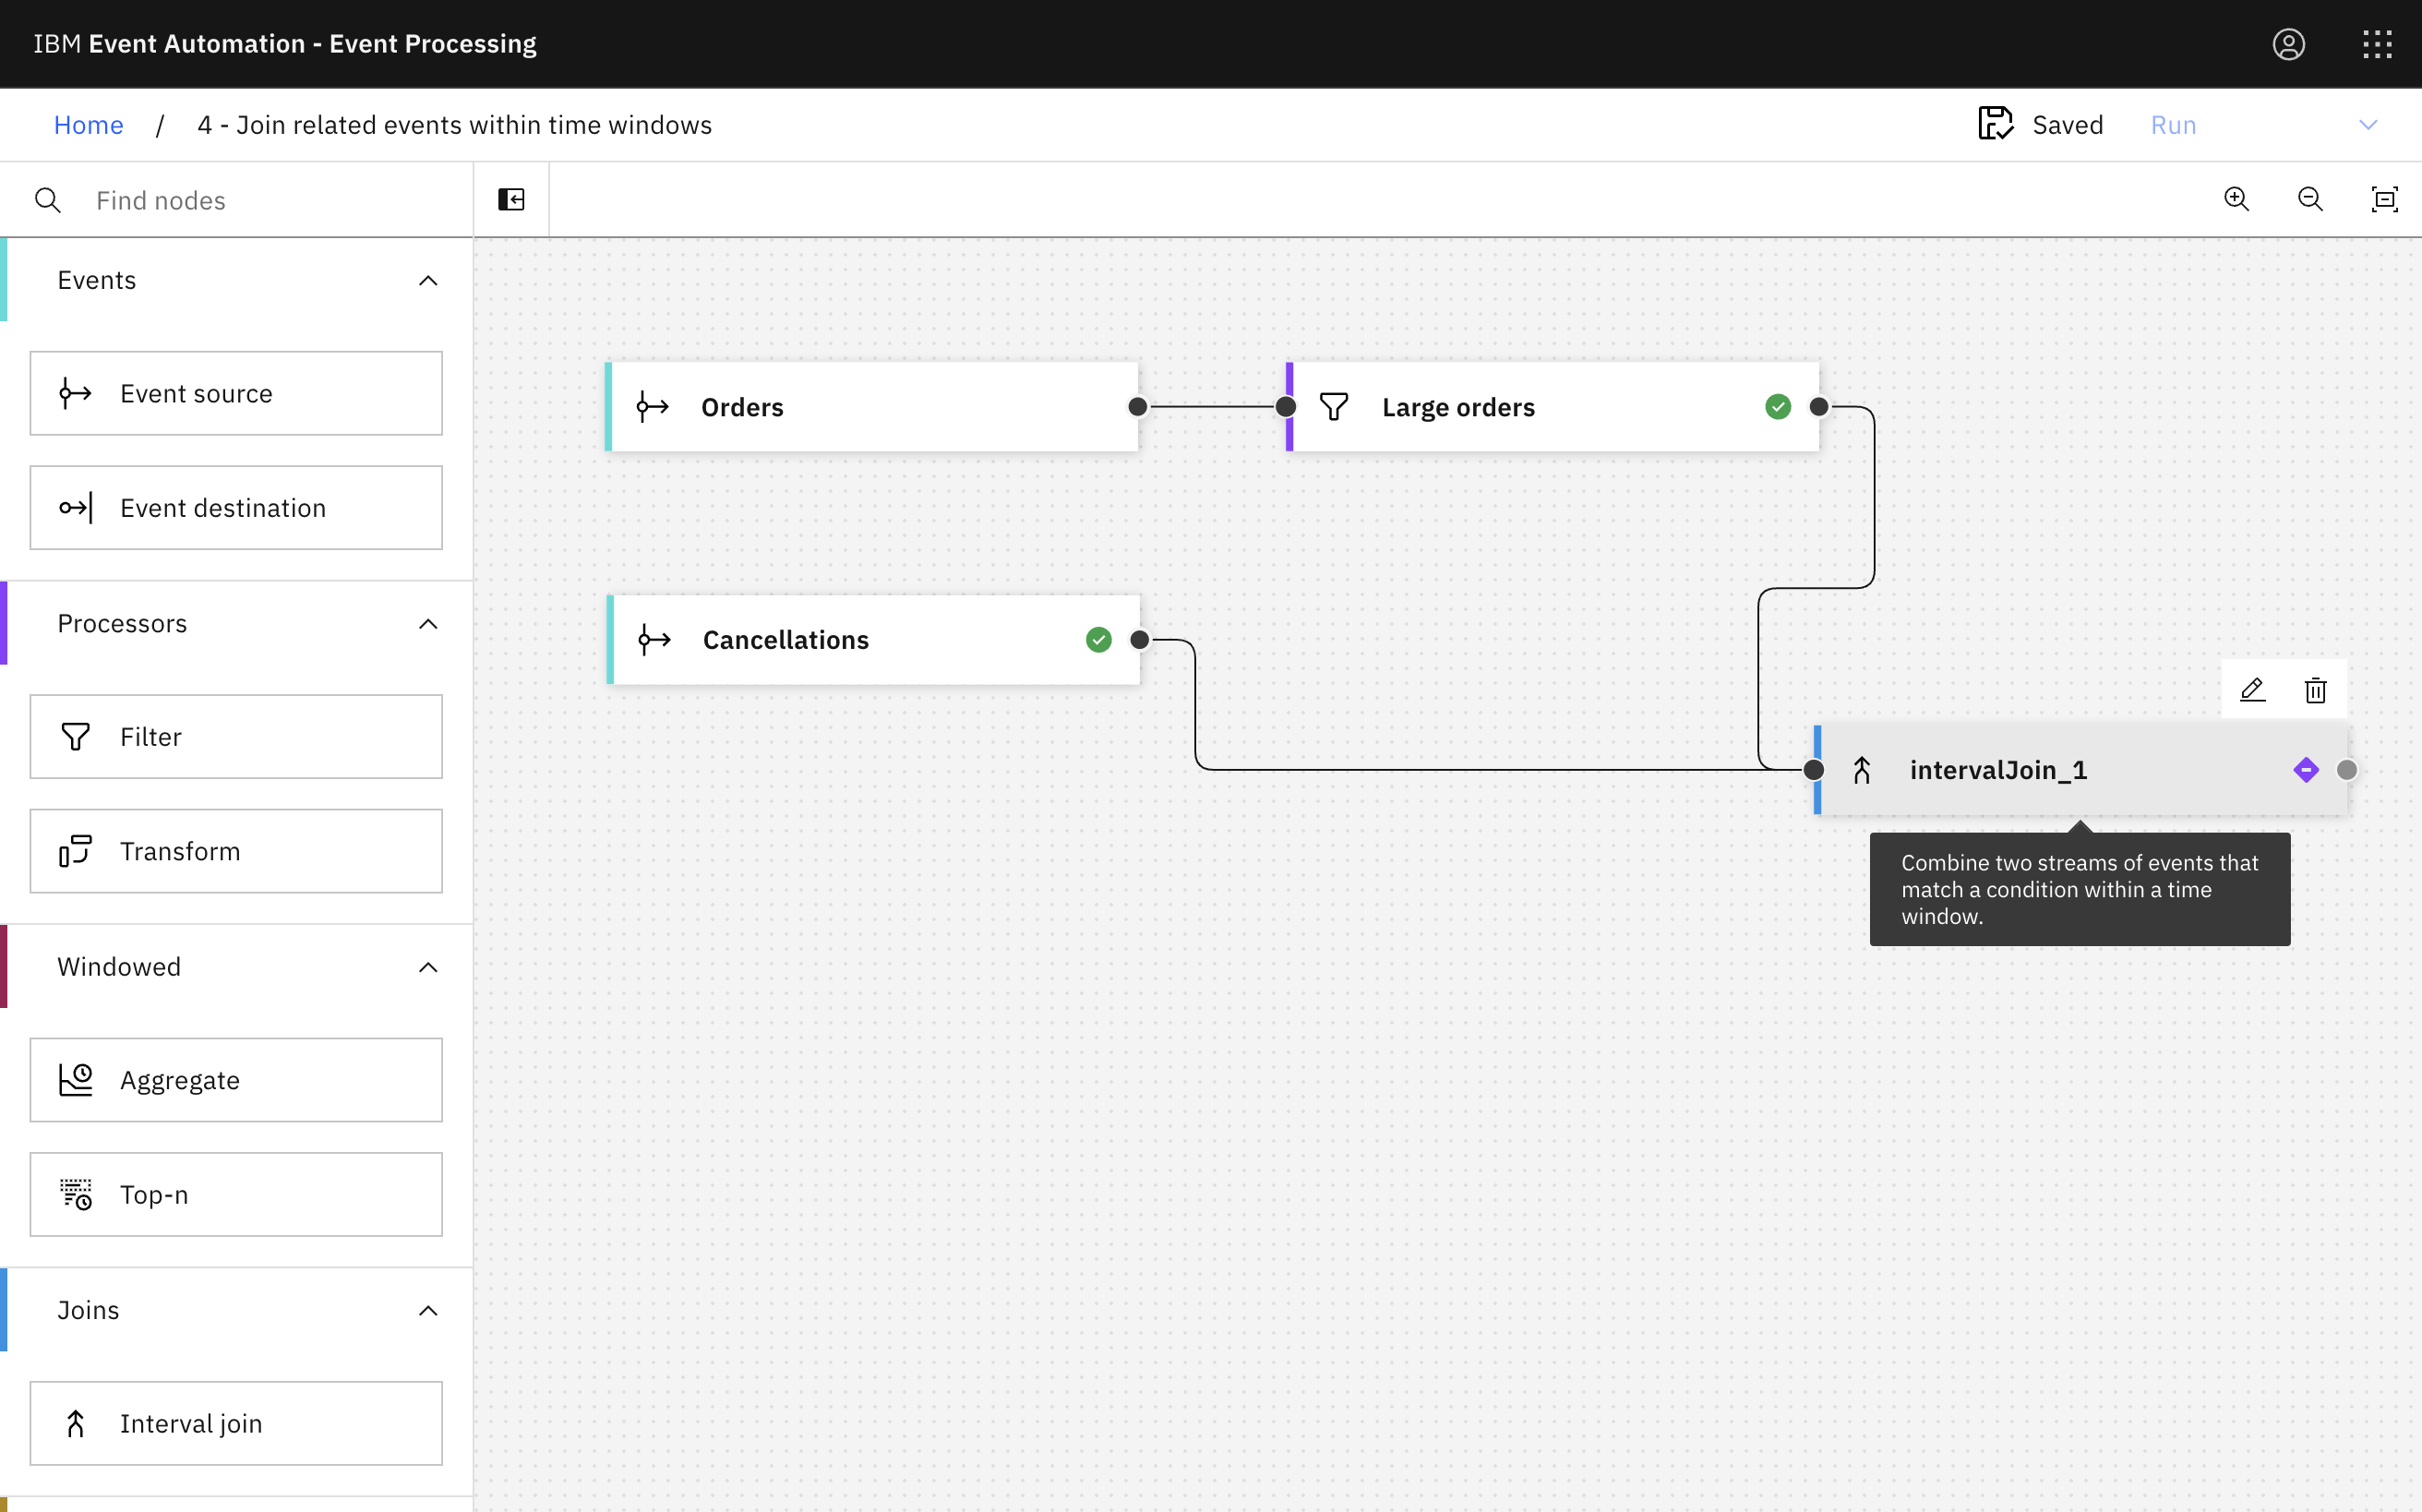 IBM Event Automation - Event Processing
Home / 4 - Join related events within time windows
Saved
Run
Find nodes
Events
Event source
Event destination
Processors
Filter
Transform
Windowed
Aggregate
Top-n
Joins
Interval join
Orders
Large orders
Cancellations
intervalJoin_1
Combine two streams of events that
match a condition within a time
window.